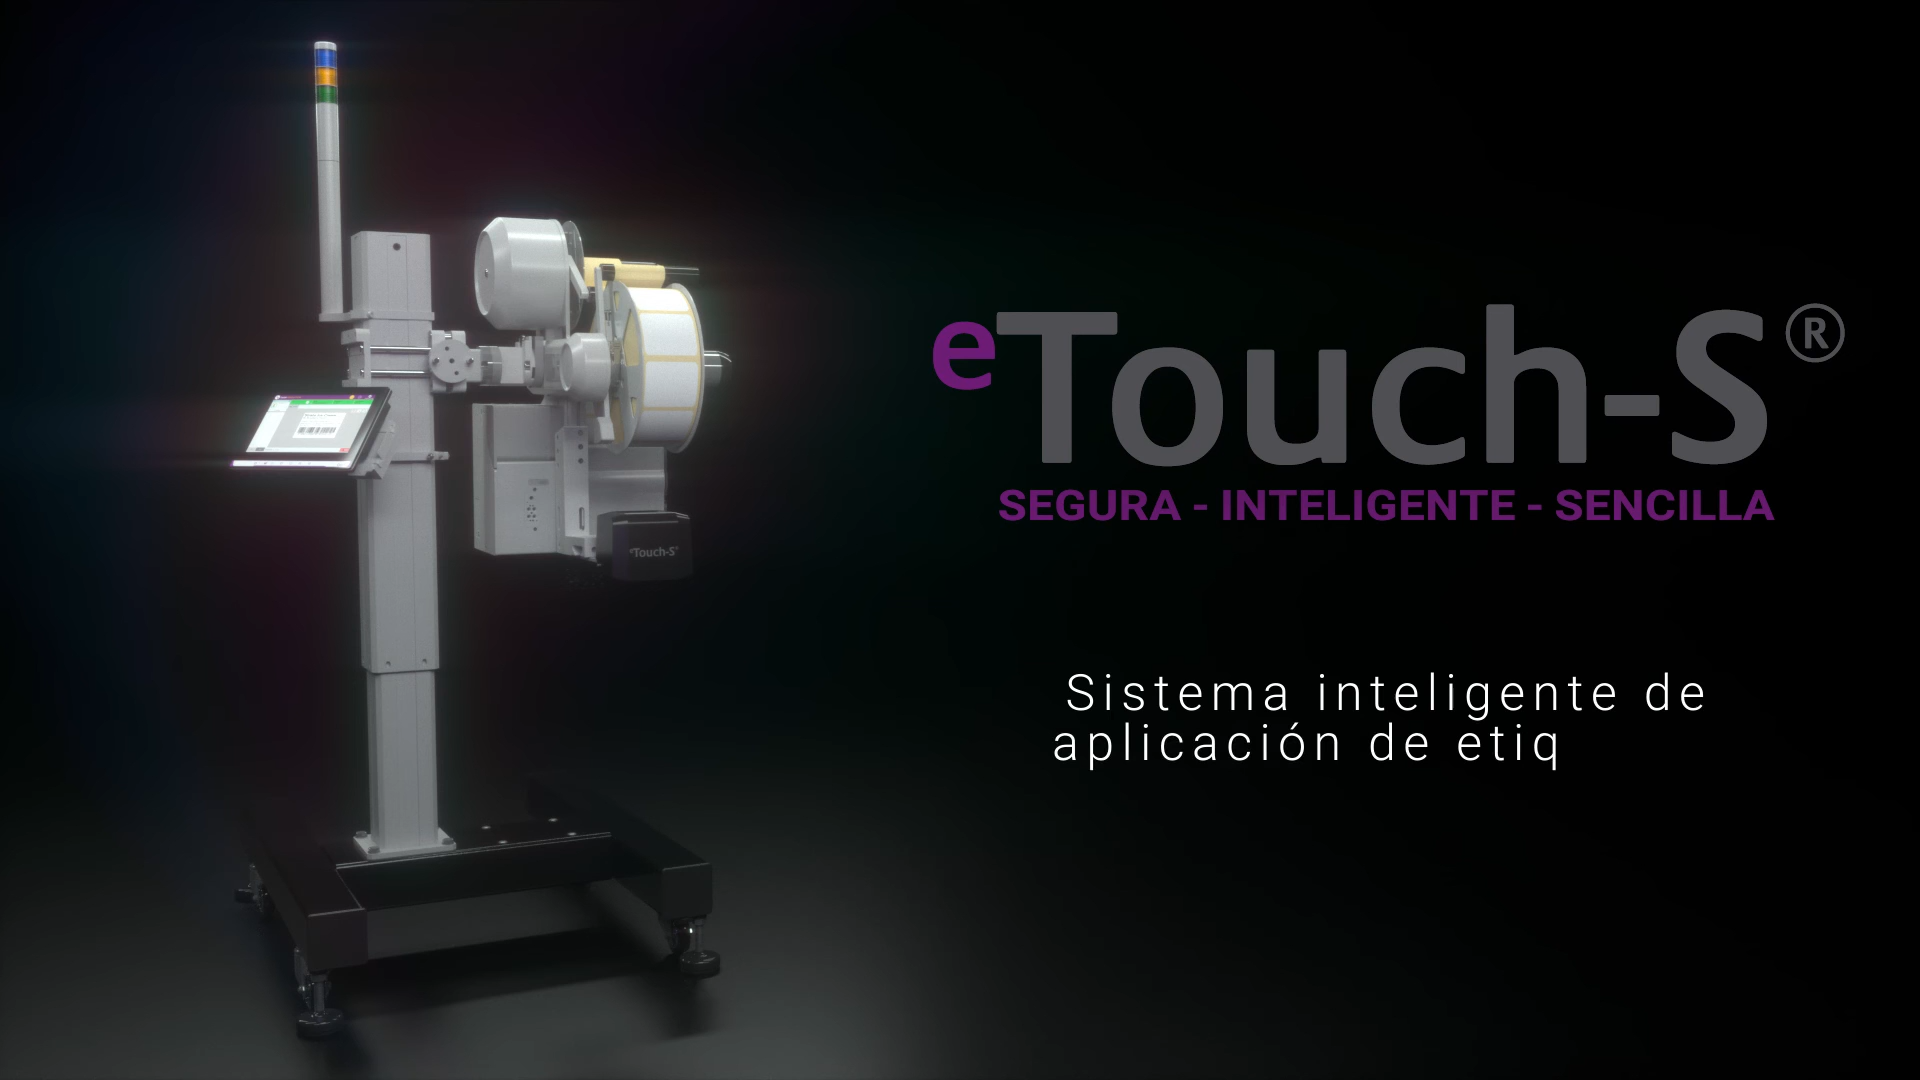 eTouch-S®
SEGURA - INTELIGENTE - SENCILLA
Sistema inteligente de
aplicación de etiq
eTouch-S®